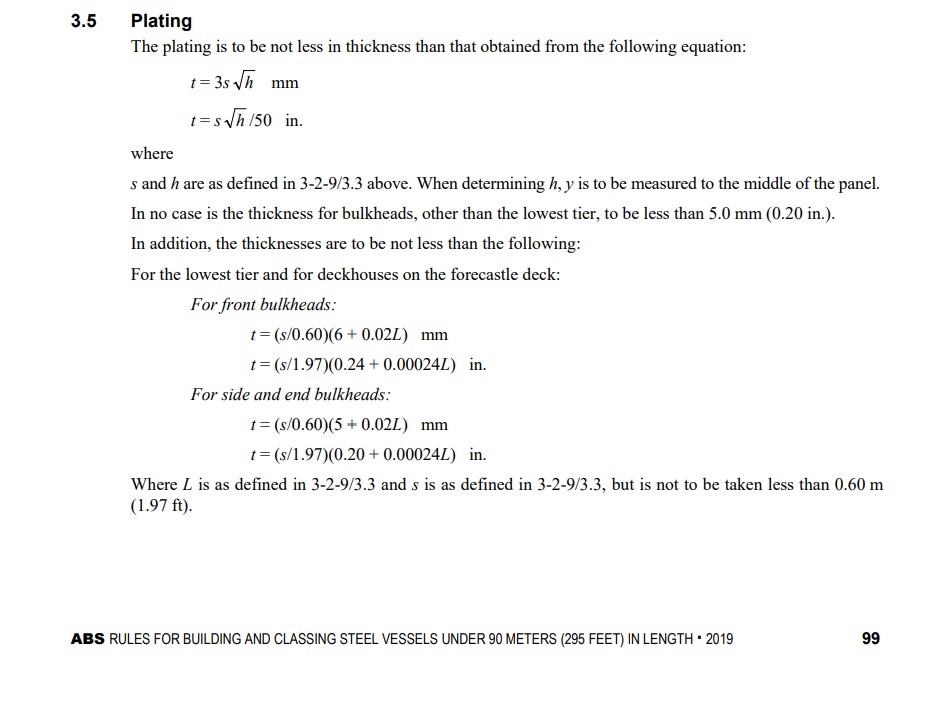 3.5 Plating
The plating is to be not less in thickness than that obtained from the following equation:
t = 3s √h mm
t = s √h /50 in.
where
s and h are as defined in 3-2-9/3.3 above. When determining h, y is to be measured to the middle of the panel.
In no case is the thickness for bulkheads, other than the lowest tier, to be less than 5.0 mm (0.20 in.).
In addition, the thicknesses are to be not less than the following:
For the lowest tier and for deckhouses on the forecastle deck:
For front bulkheads:
t = (s/0.60)(6 + 0.02L) mm
t = (s/1.97)(0.24 + 0.00024L) in.
For side and end bulkheads:
t = (s/0.60)(5 + 0.02L) mm
t = (s/1.97)(0.20 + 0.00024L) in.
Where L is as defined in 3-2-9/3.3 and s is as defined in 3-2-9/3.3, but is not to be taken less than 0.60 m
(1.97 ft).
ABS RULES FOR BUILDING AND CLASSING STEEL VESSELS UNDER 90 METERS (295 FEET) IN LENGTH • 2019 99